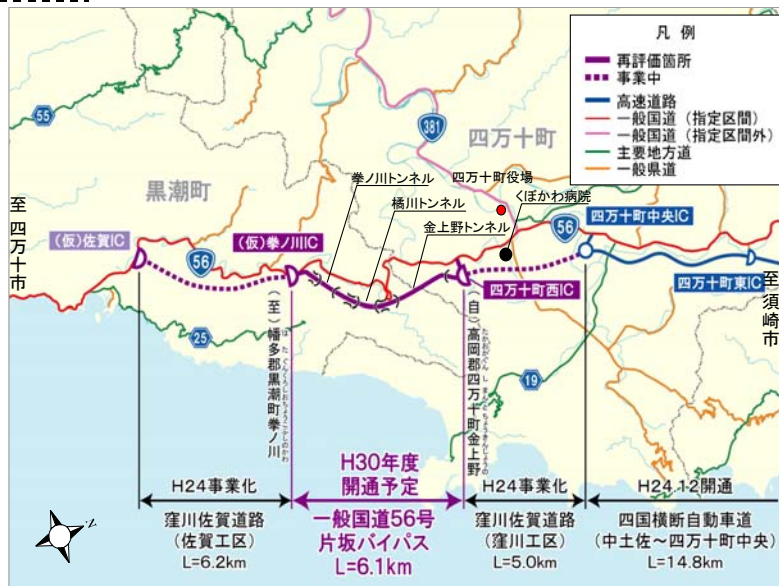 凡 例
再評価箇所
事業中
高速道路
一般国道(指定区間)
一般国道(指定区間外)
主要地方道
一般県道
55
381
四万十町
黒潮町
拳ノ川トンネル
四万十町役場
くぼかわ病院
橘川トンネル
金上野トンネル
至 四万十市
(仮)佐賀IC
56
(仮)拳ノ川IC
56
四万十町中央IC
四万十町西IC
四万十町東IC
至 須崎市
25
19
(至)幡多郡黒潮町拳ノ川
(自)高岡郡四万十町金上野
H24事業化
窪川佐賀道路
(佐賀工区)
L=6.2km
H30年度
開通予定
一般国道56号
片坂バイパス
L=6.1km
H24事業化
窪川佐賀道路
(窪川工区)
L=5.0km
H24.12開通
四国横断自動車道
(中土佐~四万十町中央)
L=14.8km
N